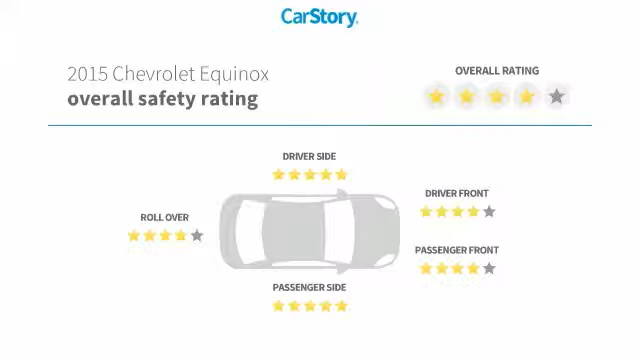 CarStory.
2015 Chevrolet Equinox
overall safety rating
OVERALL RATING
DRIVER SIDE
DRIVER FRONT
ROLL OVER
PASSENGER FRONT
PASSENGER SIDE